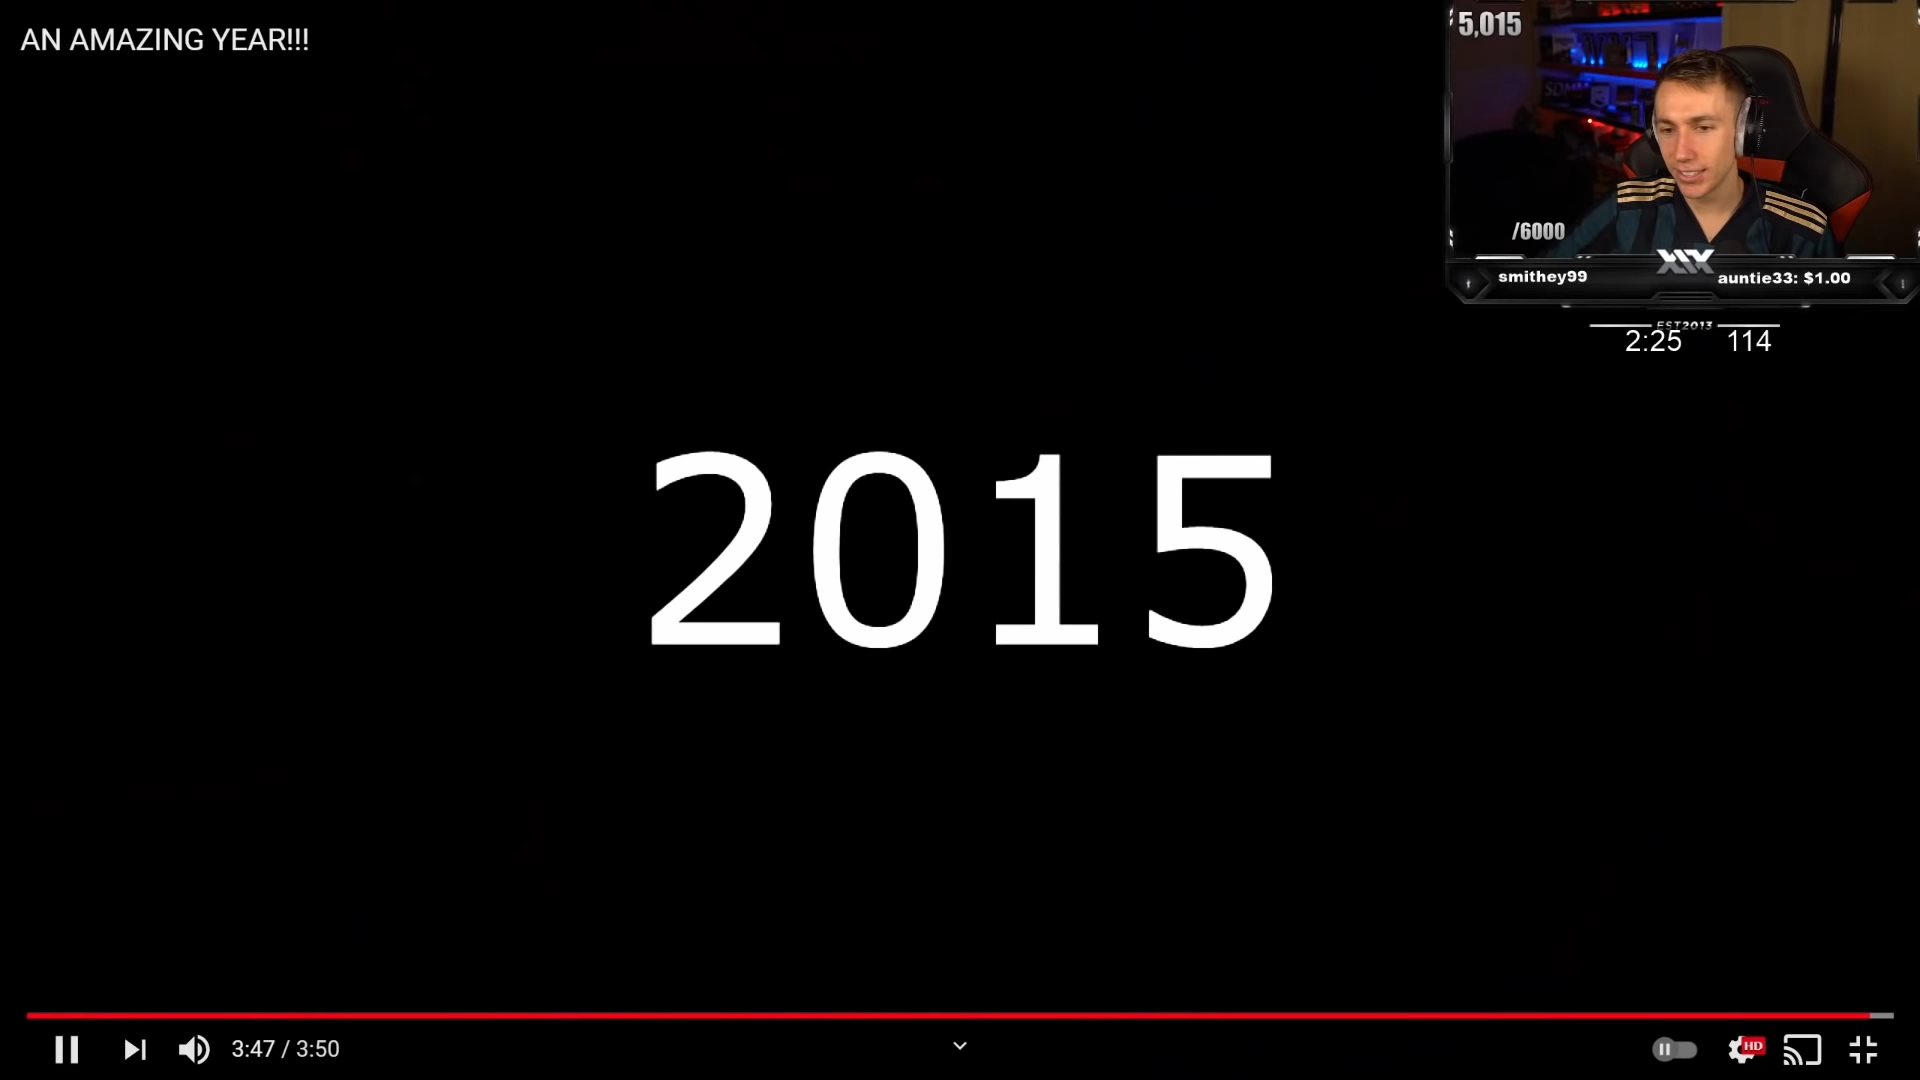 AN AMAZING YEAR!!!
5,015
/6000
XIX
smithey99
auntie33: $1.00
EST2013
2:25 114
2015
3:47 / 3:50
HD